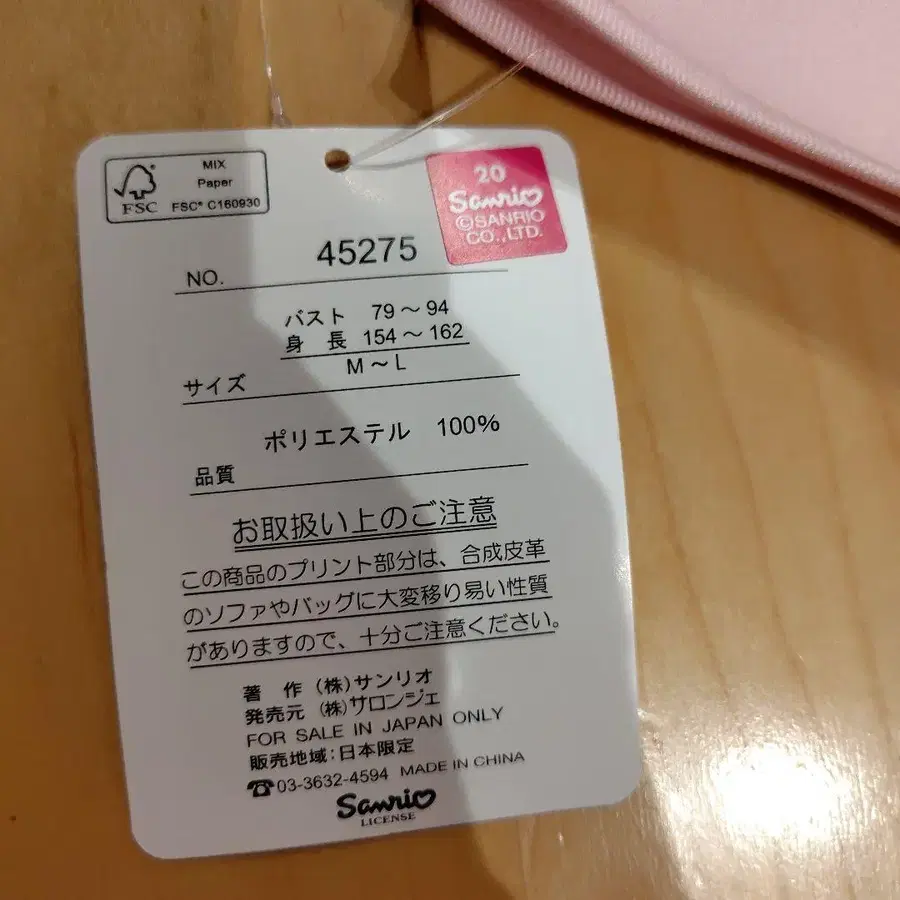 MIX
Paper
FSC
FSC® C160930
20
Sanrio
©SANRIO
CO.,LTD.
NO. 45275
バスト 79～94
身 長 154～162
M～L
サイズ
ポリエステル 100%
品質
お取扱い上のご注意
この商品のプリント部分は、合成皮革
のソファやバッグに大変移り易い性質
がありますので、十分ご注意ください。
著 作 (株)サンリオ
発売元 (株)サロンジェ
FOR SALE IN JAPAN ONLY
販売地域:日本限定
☎03-3632-4594 MADE IN CHINA
Sanrio
LICENSE